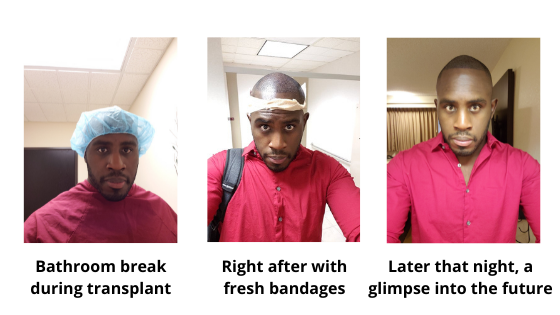 Bathroom break
during transplant
Right after with
fresh bandages
Later that night, a
glimpse into the future